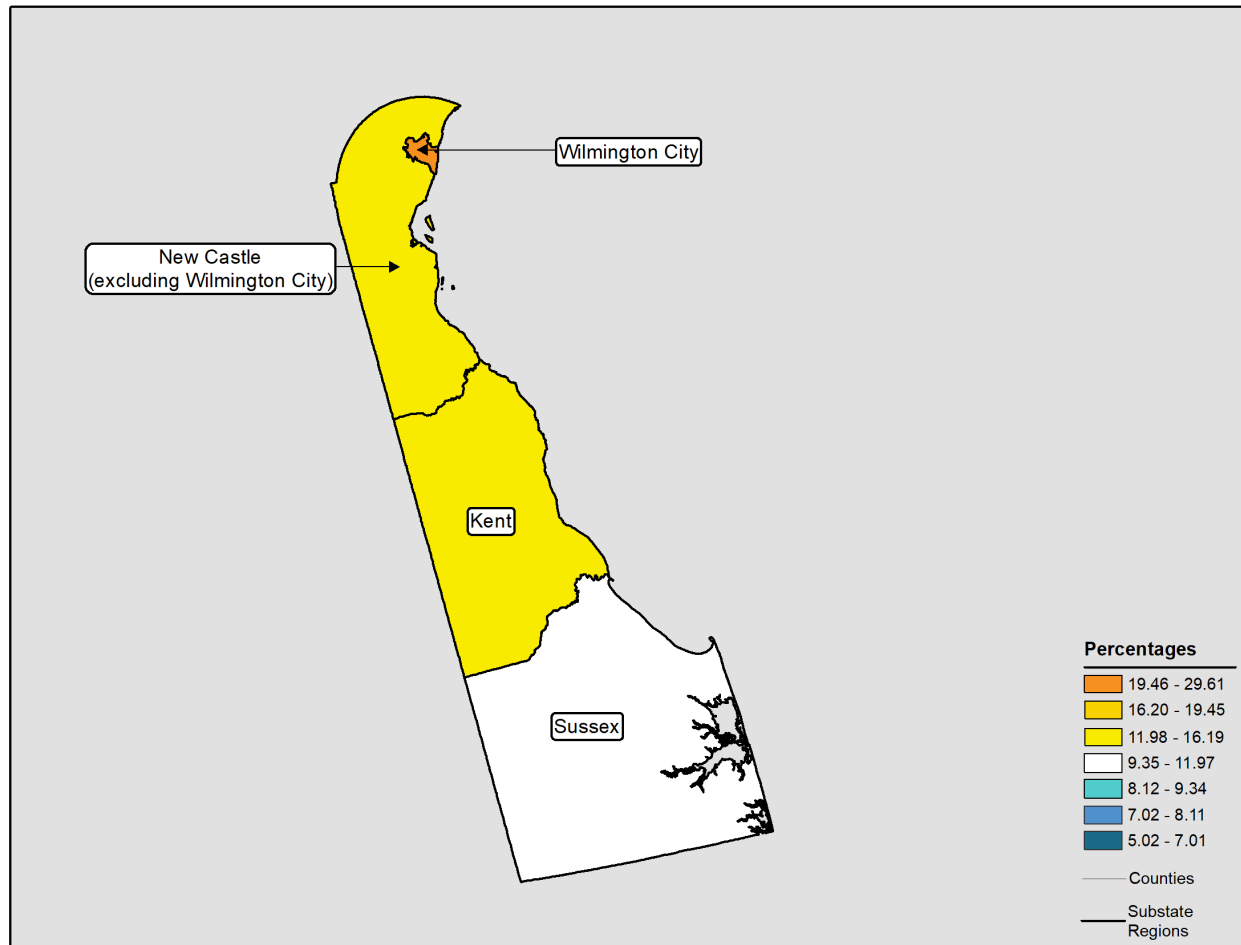 Wilmington City
New Castle
(excluding Wilmington City)
Kent
Sussex
Percentages
19.46 - 29.61
16.20 - 19.45
11.98 - 16.19
9.35 - 11.97
8.12 - 9.34
7.02 - 8.11
5.02 - 7.01
Counties
Substate
Regions